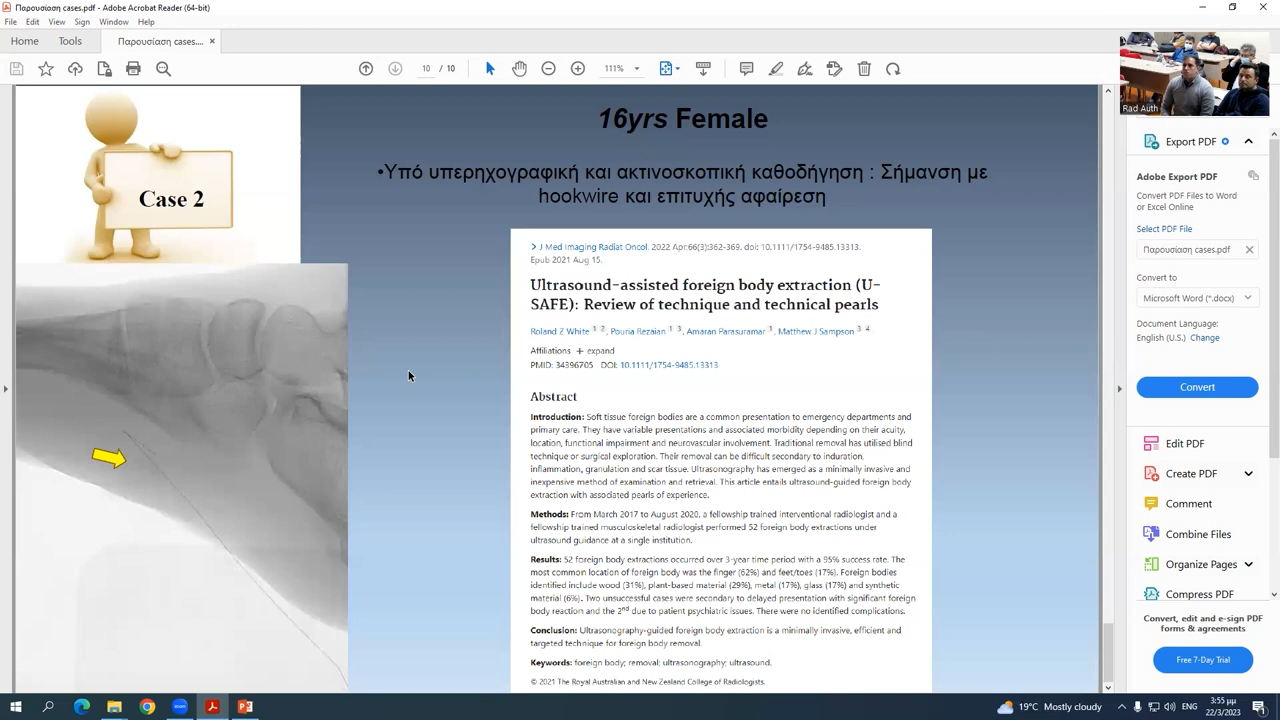 Παρουσίαση cases.pdf - Adobe Acrobat Reader (64-bit)
File Edit View Sign Window Help
Home Tools Παρουσίαση cases.... ×
10 / 10 111%
Rad Auth
Case 2
16yrs Female
•Υπό υπερηχογραφική και ακτινοσκοπική καθοδήγηση : Σήμανση με
hookwire και επιτυχής αφαίρεση
> J Med Imaging Radiat Oncol. 2022 Apr;66(3):362-369. doi: 10.1111/1754-9485.13313.
Epub 2021 Aug 15.
Ultrasound-assisted foreign body extraction (U-
SAFE): Review of technique and technical pearls
Roland Z White 1 2, Pouria Rezaian 1 3, Amaran Parasuramar 1, Matthew J Sampson 3 4
Affiliations + expand
PMID: 34396705 DOI: 10.1111/1754-9485.13313
Abstract
Introduction: Soft tissue foreign bodies are a common presentation to emergency departments and
primary care. They have variable presentations and associated morbidity depending on their acuity,
location, functional impairment and neurovascular involvement. Traditional removal has utilised blind
technique or surgical exploration. Their removal can be difficult secondary to induration,
inflammation, granulation and scar tissue. Ultrasonography has emerged as a minimally invasive and
inexpensive method of examination and retrieval. This article entails ultrasound-guided foreign body
extraction with associated pearls of experience.
Methods: From March 2017 to August 2020, a fellowship trained interventional radiologist and a
fellowship trained musculoskeletal radiologist performed 52 foreign body extractions under
ultrasound guidance at a single institution.
Results: 52 foreign body extractions occurred over 3-year time period with a 95% success rate. The
most common location of foreign body was the finger (62%) and feet/toes (17%). Foreign bodies
identified include wood (31%), plant-based material (29%), metal (17%), glass (17%) and synthetic
material (6%). Two unsuccessful cases were secondary to delayed presentation with significant foreign
body reaction and the 2nd due to patient psychiatric issues. There were no identified complications.
Conclusion: Ultrasonography-guided foreign body extraction is a minimally invasive, efficient and
targeted technique for foreign body removal.
Keywords: foreign body; removal; ultrasonography; ultrasound.
© 2021 The Royal Australian and New Zealand College of Radiologists.
Export PDF
Adobe Export PDF
Convert PDF Files to Word
or Excel Online
Select PDF File
Παρουσίαση cases.pdf ×
Convert to
Microsoft Word (*.docx)
Document Language:
English (U.S.) Change
Convert
Edit PDF
Create PDF
Comment
Combine Files
Organize Pages
Compress PDF
Convert, edit and e-sign PDF
forms & agreements
Free 7-Day Trial
19°C Mostly cloudy ENG 3:55 μμ
22/3/2023